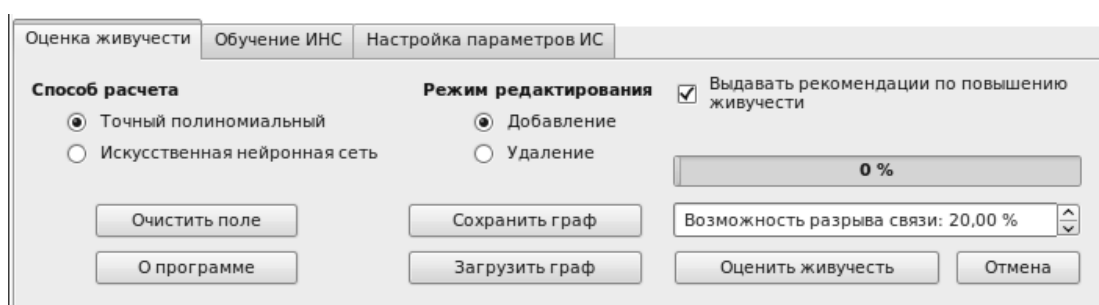 Оценка живучести Обучение ИНС Настройка параметров ИС
Способ расчета
Точный полиномиальный
Искусственная нейронная сеть
Режим редактирования
Добавление
Удаление
Выдавать рекомендации по повышению
живучести
0 %
Очистить поле Сохранить граф Возможность разрыва связи: 20,00 %
О программе Загрузить граф Оценить живучесть Отмена